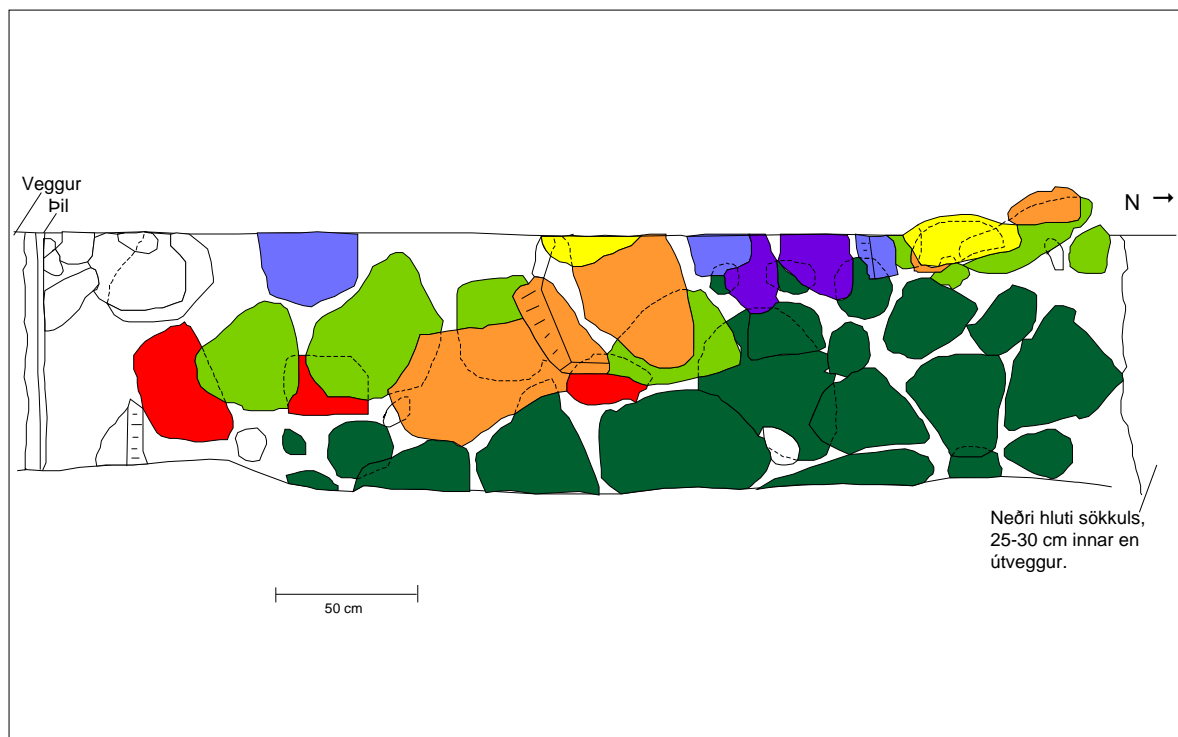 Veggur
Þil
N
Neðri hluti sökkuls,
25-30 cm innar en
útveggur.
50 cm